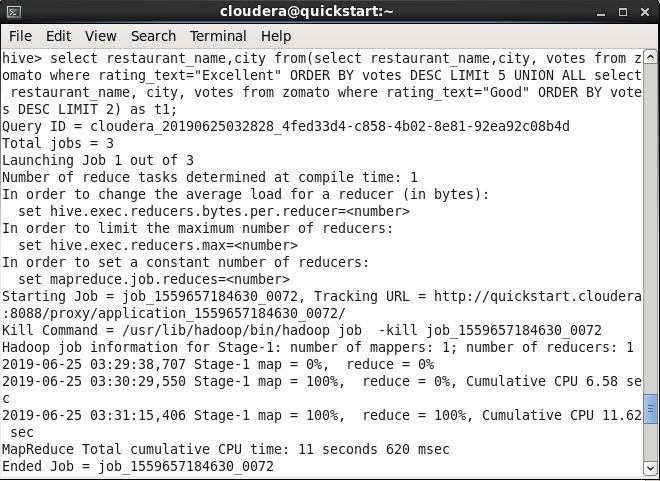 cloudera@quickstart:~
File Edit View Search Terminal Help
hive> select restaurant_name,city from(select restaurant_name,city, votes from z
omato where rating_text="Excellent" ORDER BY votes DESC LIMIt 5 UNION ALL select
 restaurant_name, city, votes from zomato where rating_text="Good" ORDER BY vote
s DESC LIMIT 2) as t1;
Query ID = cloudera_20190625032828_4fed33d4-c858-4b02-8e81-92ea92c08b4d
Total jobs = 3
Launching Job 1 out of 3
Number of reduce tasks determined at compile time: 1
In order to change the average load for a reducer (in bytes):
  set hive.exec.reducers.bytes.per.reducer=<number>
In order to limit the maximum number of reducers:
  set hive.exec.reducers.max=<number>
In order to set a constant number of reducers:
  set mapreduce.job.reduces=<number>
Starting Job = job_1559657184630_0072, Tracking URL = http://quickstart.cloudera
:8088/proxy/application_1559657184630_0072/
Kill Command = /usr/lib/hadoop/bin/hadoop job  -kill job_1559657184630_0072
Hadoop job information for Stage-1: number of mappers: 1; number of reducers: 1
2019-06-25 03:29:38,707 Stage-1 map = 0%,  reduce = 0%
2019-06-25 03:30:29,550 Stage-1 map = 100%,  reduce = 0%, Cumulative CPU 6.58 se
c
2019-06-25 03:31:15,406 Stage-1 map = 100%,  reduce = 100%, Cumulative CPU 11.62
 sec
MapReduce Total cumulative CPU time: 11 seconds 620 msec
Ended Job = job_1559657184630_0072